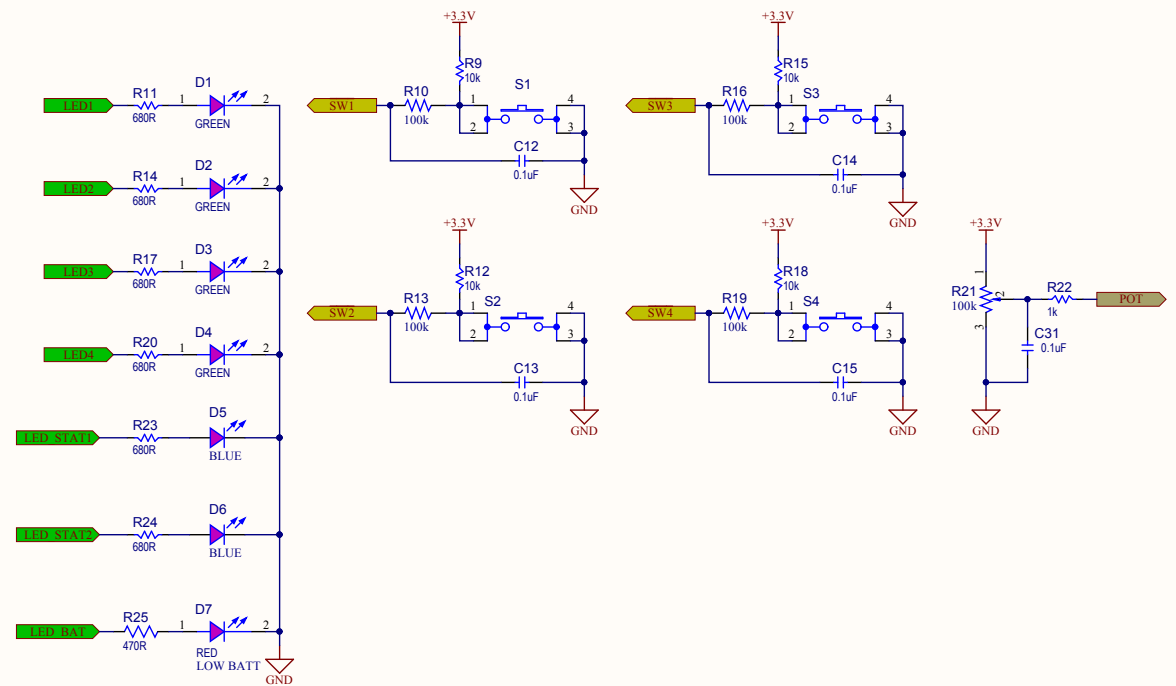 LED1
R11
680R
1
D1
2
GREEN
LED2
R14
680R
1
D2
2
GREEN
LED3
R17
680R
1
D3
2
GREEN
LED4
R20
680R
1
D4
2
GREEN
LED_STAT1
R23
680R
D5
BLUE
LED_STAT2
R24
680R
D6
BLUE
LED_BAT
R25
470R
1
D7
2
RED
LOW BATT
GND
+3.3V
R9
10k
SW1
R10
100k
S1
1
2
4
3
C12
0.1uF
GND
+3.3V
R12
10k
SW2
R13
100k
S2
1
2
4
3
C13
0.1uF
GND
+3.3V
R15
10k
SW3
R16
100k
S3
1
2
4
3
C14
0.1uF
GND
+3.3V
R18
10k
SW4
R19
100k
S4
1
2
4
3
C15
0.1uF
GND
+3.3V
1
R21
100k
2
3
R22
1k
POT
C31
0.1uF
GND